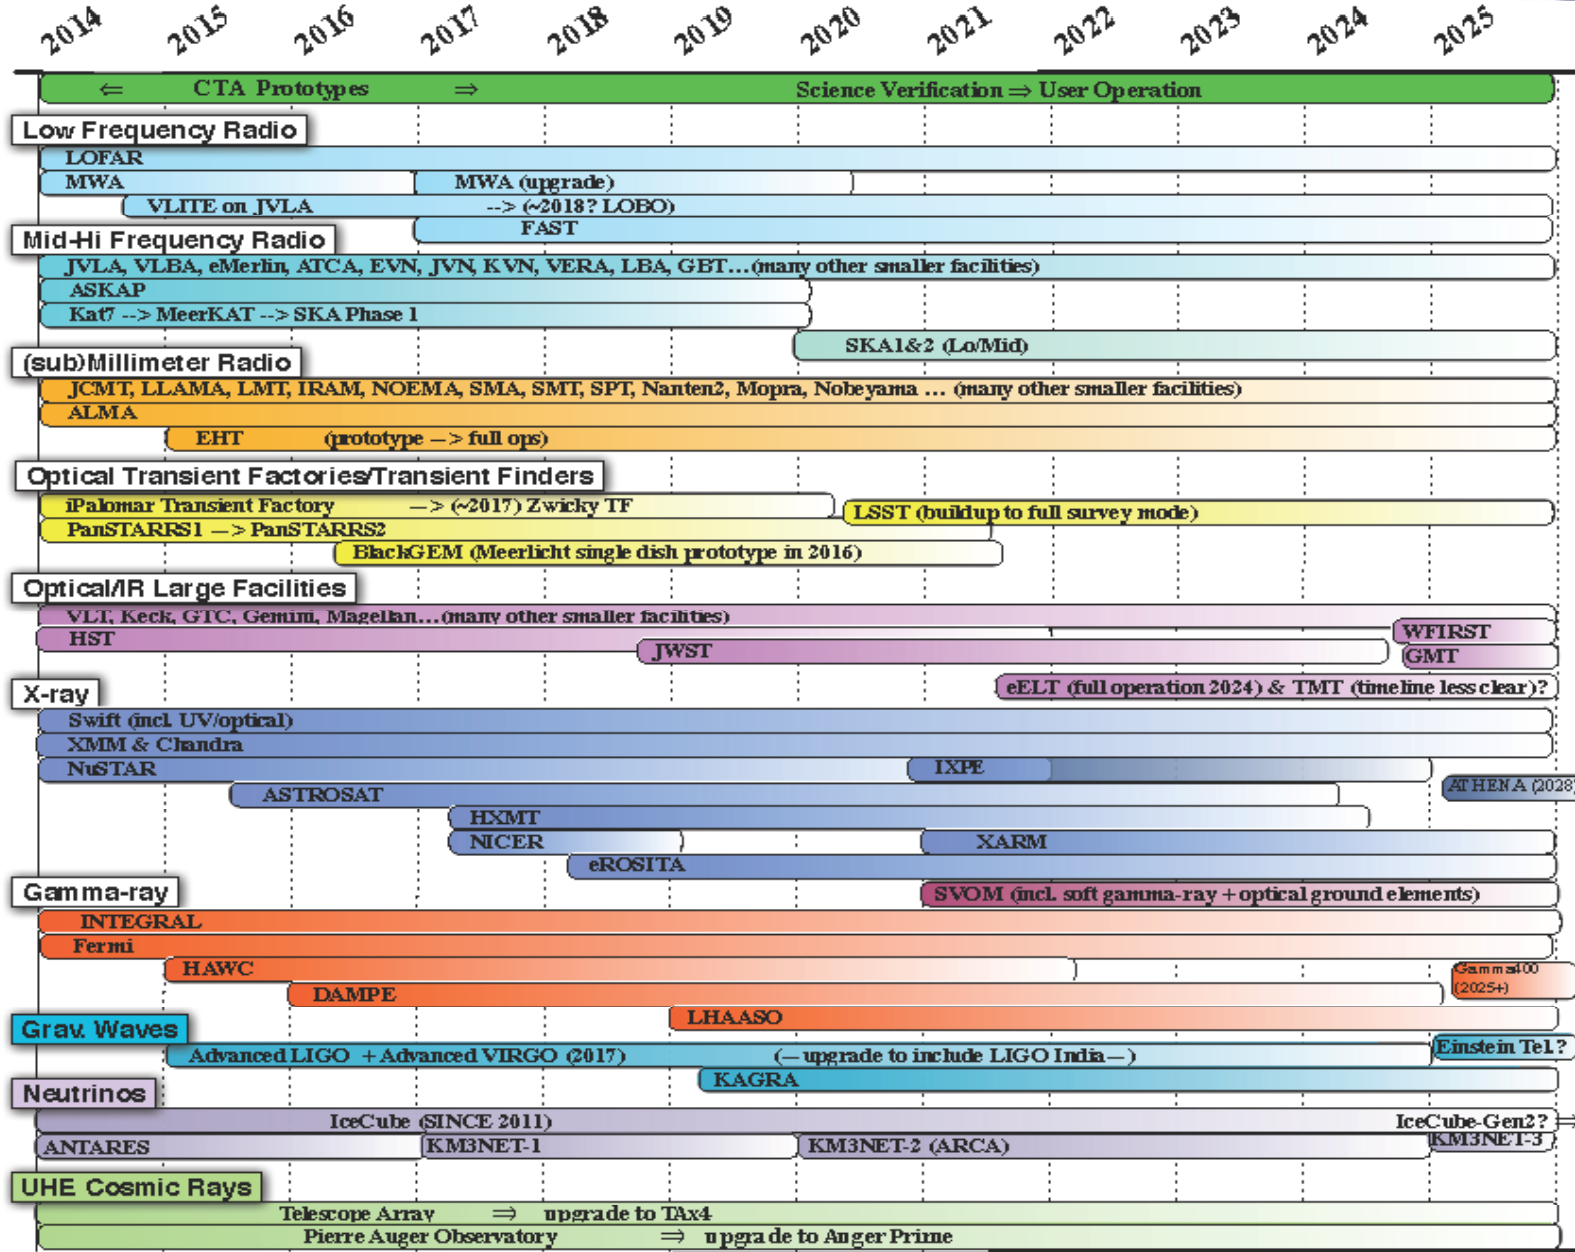 2014 2015 2016 2017 2018 2019 2020 2021 2022 2023 2024 2025
⇐ CTA Prototypes ⇒ Science Verification ⇒ User Operation
Low Frequency Radio
LOFAR
MWA MWA (upgrade)
VLITE on JVLA --> (~2018? LOBO)
FAST
Mid-Hi Frequency Radio
JVLA, VLBA, eMerlin, ATCA, EVN, JVN, KVN, VERA, LBA, GBT...(many other smaller facilities)
ASKAP
Kat7 --> MeerKAT --> SKA Phase 1
SKA1&2 (Lo/Mid)
(sub)Millimeter Radio
JCMT, LLAMA, LMT, IRAM, NOEMA, SMA, SMT, SPT, Nanten2, Mopra, Nobeyama ... (many other smaller facilities)
ALMA
EHT (prototype —> full ops)
Optical Transient Factories/Transient Finders
iPalomar Transient Factory —> (~2017) Zwicky TF
LSST (buildup to full survey mode)
PanSTARRS1 —> PanSTARRS2
BlackGEM (Meerlicht single dish prototype in 2016)
Optical/IR Large Facilities
VLT, Keck, GTC, Gemini, Magellan...(many other smaller facilities)
HST WFIRST
JWST GMT
eELT (full operation 2024) & TMT (timeline less clear)?
X-ray
Swift (incl. UV/optical)
XMM & Chandra
NuSTAR IXPE
ASTROSAT ATHENA (2028)
HXMT
NICER XARM
eROSITA
Gamma-ray
SVOM (incl. soft gamma-ray + optical ground elements)
INTEGRAL
Fermi
HAWC Gamma400
(2025+)
DAMPE
LHAASO
Grav. Waves
Advanced LIGO + Advanced VIRGO (2017) (—upgrade to include LIGO India—) Einstein Tel.?
KAGRA
Neutrinos
IceCube (SINCE 2011) IceCube-Gen2? ⇒
ANTARES KM3NET-1 KM3NET-2 (ARCA) KM3NET-3
UHE Cosmic Rays
Telescope Array ⇒ upgrade to TAx4
Pierre Auger Observatory ⇒ upgrade to Auger Prime